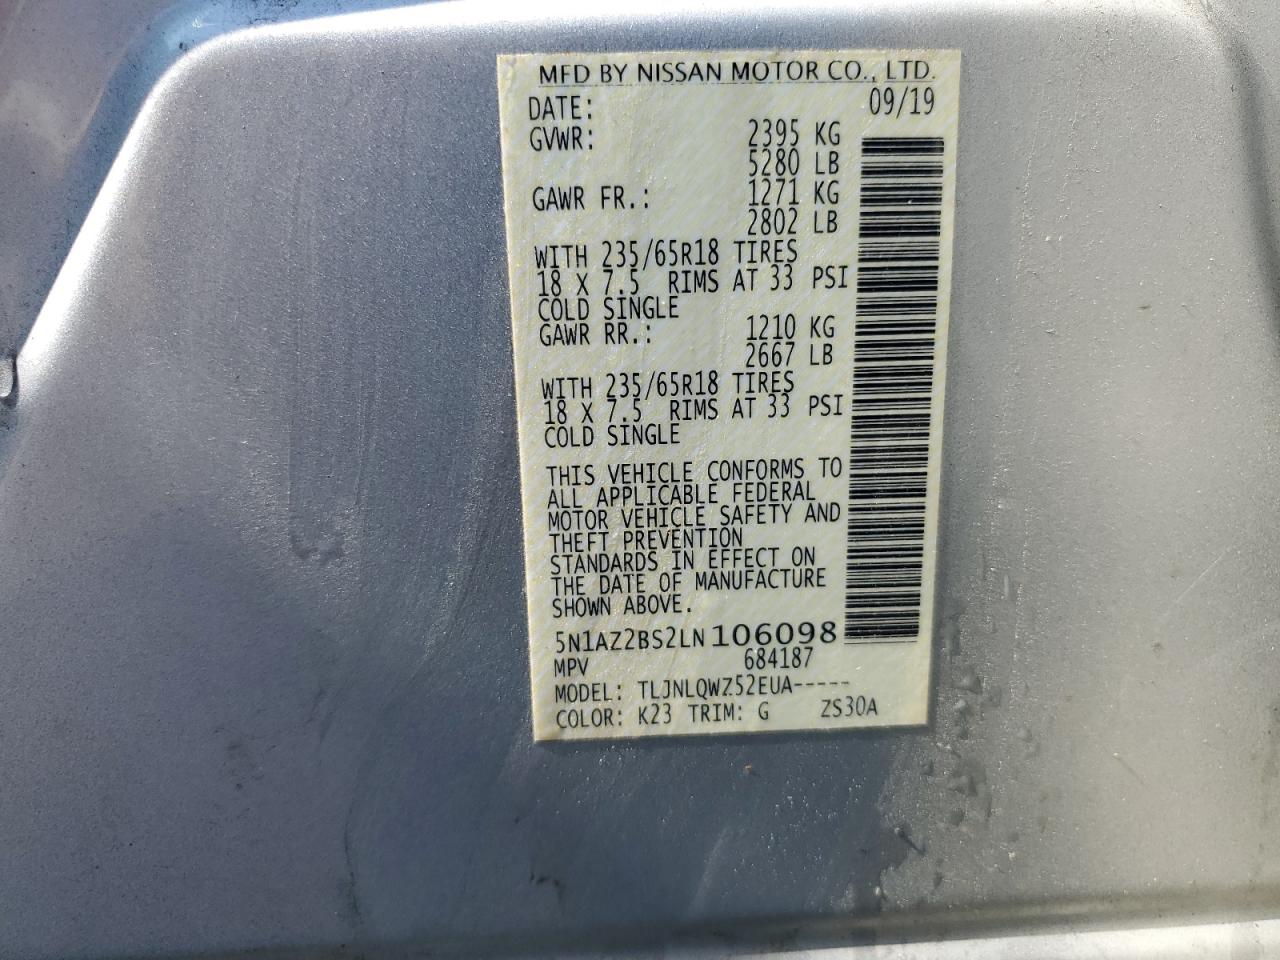 MFD BY NISSAN MOTOR CO., LTD.
DATE: 09/19
GVWR: 2395 KG
5280 LB
GAWR FR.: 1271 KG
2802 LB
WITH 235/65R18 TIRES
18 X 7.5 RIMS AT 33 PSI
COLD SINGLE
GAWR RR.: 1210 KG
2667 LB
WITH 235/65R18 TIRES
18 X 7.5 RIMS AT 33 PSI
COLD SINGLE
THIS VEHICLE CONFORMS TO
ALL APPLICABLE FEDERAL
MOTOR VEHICLE SAFETY AND
THEFT PREVENTION
STANDARDS IN EFFECT ON
THE DATE OF MANUFACTURE
SHOWN ABOVE.
5N1AZ2BS2LN106098
MPV 684187
MODEL: TLJNLQWZ52EUA-----
COLOR: K23 TRIM: G ZS30A